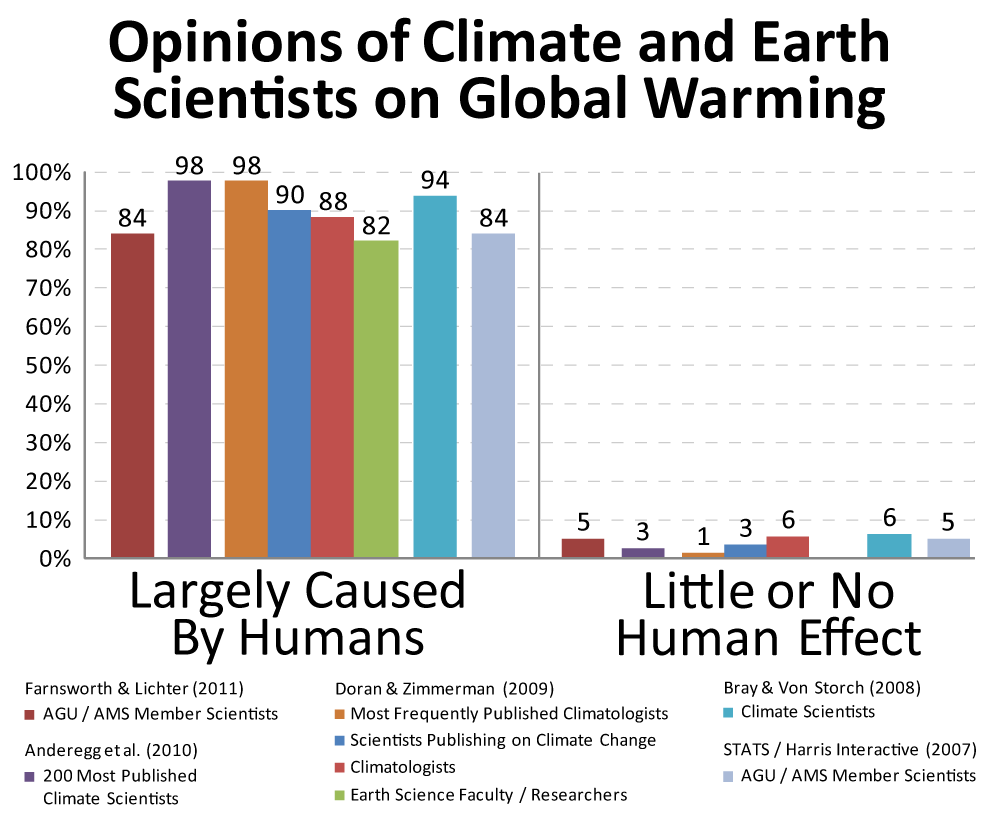 Opinions of Climate and Earth
Scientists on Global Warming
100%
90%
80%
70%
60%
50%
40%
30%
20%
10%
0%
84
98
98
90
88
82
94
84
5
3
1
3
6
6
5
Largely Caused
By Humans
Little or No
Human Effect
Farnsworth & Lichter (2011)
AGU / AMS Member Scientists
Anderegg et al. (2010)
200 Most Published
Climate Scientists
Doran & Zimmerman (2009)
Most Frequently Published Climatologists
Scientists Publishing on Climate Change
Climatologists
Earth Science Faculty / Researchers
Bray & Von Storch (2008)
Climate Scientists
STATS / Harris Interactive (2007)
AGU / AMS Member Scientists